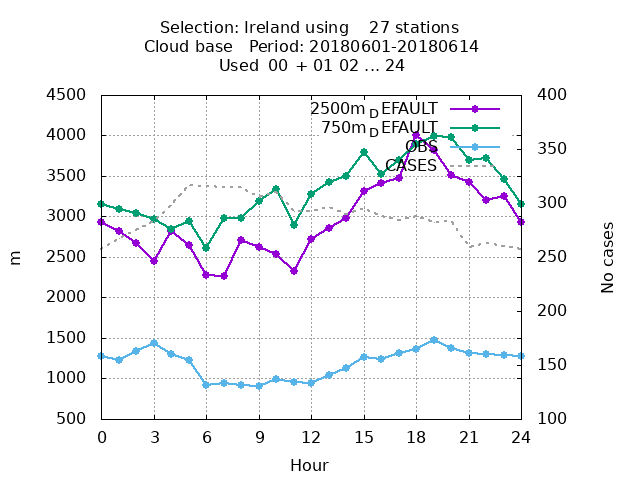 Selection: Ireland using    27 stations
Cloud base   Period: 20180601-20180614
Used  00  + 01 02 ... 24
4500
4000
3500
3000
2500
2000
1500
1000
500
400
350
300
250
200
150
100
2500m_DEFAULT
750m_DEFAULT
OBS
CASES
m
No cases
0 3 6 9 12 15 18 21 24
Hour